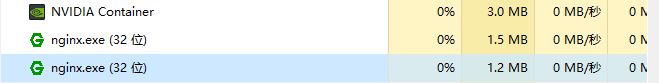 NVIDIA Container 0% 3.0 MB 0 MB/秒 0 M
nginx.exe (32 位) 0% 1.5 MB 0 MB/秒 0 M
nginx.exe (32 位) 0% 1.2 MB 0 MB/秒 0 M